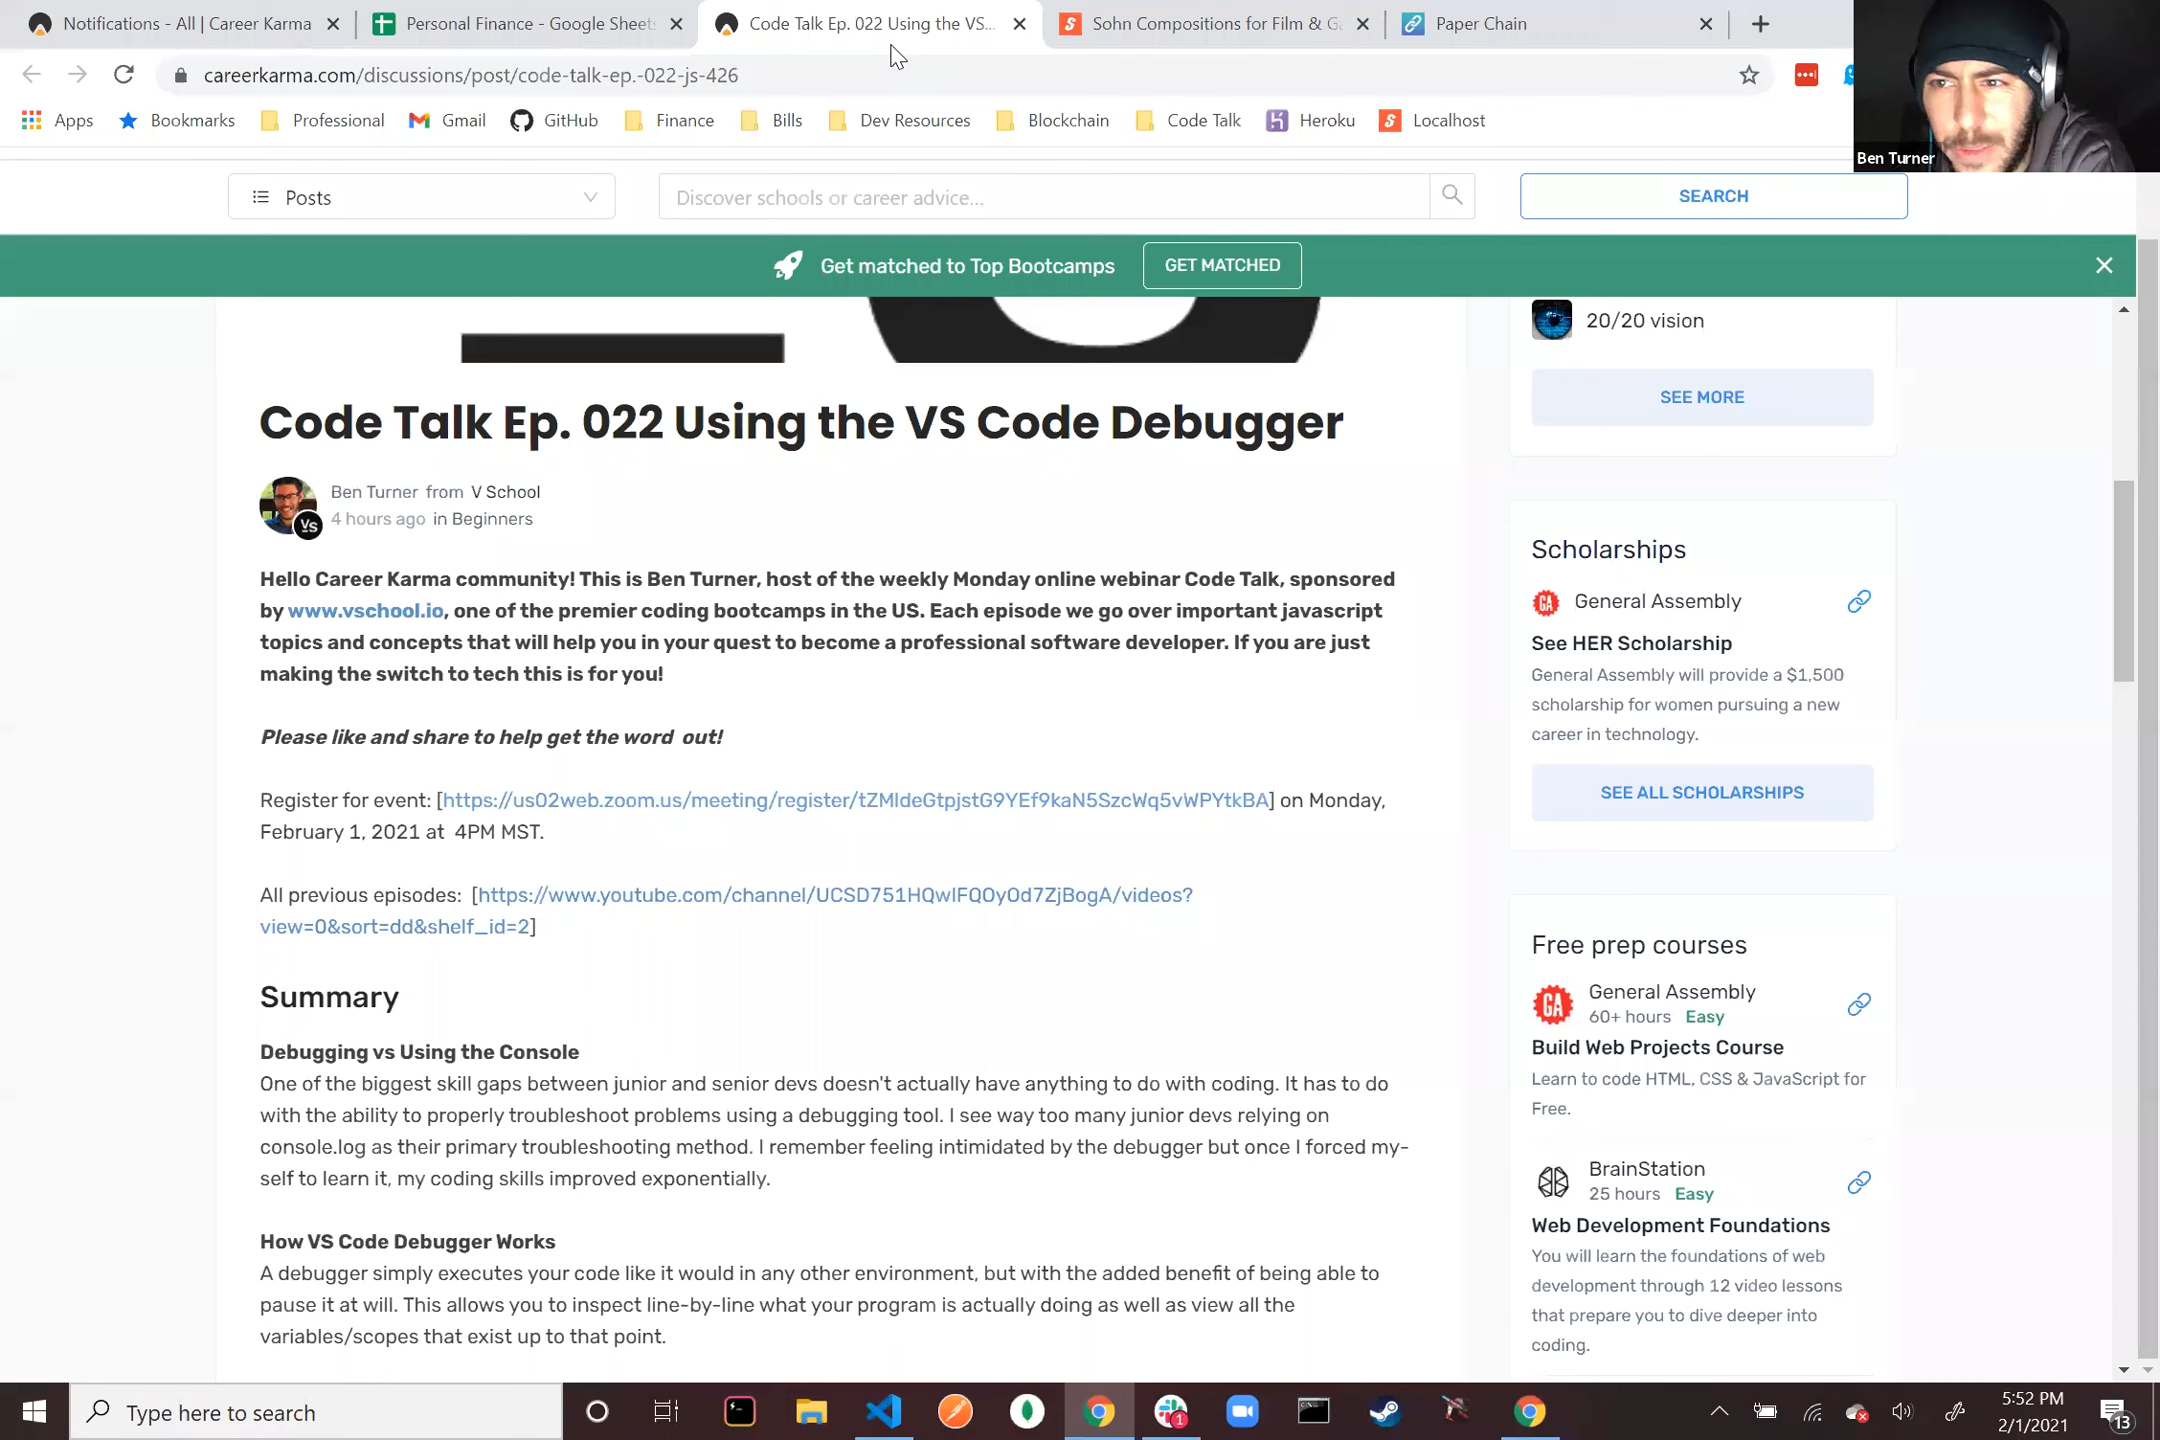 Notifications - All | Career Karma
Personal Finance - Google Sheets
Code Talk Ep. 022 Using the VS...
Sohn Compositions for Film & Ga
Paper Chain
careerkarma.com/discussions/post/code-talk-ep.-022-js-426
Apps
Bookmarks
Professional
Gmail
GitHub
Finance
Bills
Dev Resources
Blockchain
Code Talk
Heroku
Localhost
Ben Turner
Posts
Discover schools or career advice...
SEARCH
Get matched to Top Bootcamps
GET MATCHED
Code Talk Ep. 022 Using the VS Code Debugger
Ben Turner from V School
4 hours ago in Beginners
Vs
Hello Career Karma community! This is Ben Turner, host of the weekly Monday online webinar Code Talk, sponsored
by www.vschool.io, one of the premier coding bootcamps in the US. Each episode we go over important javascript
topics and concepts that will help you in your quest to become a professional software developer. If you are just
making the switch to tech this is for you!
Please like and share to help get the word out!
Register for event: [https://us02web.zoom.us/meeting/register/tZMldeGtpjstG9YEf9kaN5SzcWq5vWPYtkBA] on Monday,
February 1, 2021 at 4PM MST.
All previous episodes: [https://www.youtube.com/channel/UCSD751HQwlFQOyOd7ZjBogA/videos?
view=0&sort=dd&shelf_id=2]
Summary
Debugging vs Using the Console
One of the biggest skill gaps between junior and senior devs doesn't actually have anything to do with coding. It has to do
with the ability to properly troubleshoot problems using a debugging tool. I see way too many junior devs relying on
console.log as their primary troubleshooting method. I remember feeling intimidated by the debugger but once I forced my-
self to learn it, my coding skills improved exponentially.
How VS Code Debugger Works
A debugger simply executes your code like it would in any other environment, but with the added benefit of being able to
pause it at will. This allows you to inspect line-by-line what your program is actually doing as well as view all the
variables/scopes that exist up to that point.
20/20 vision
SEE MORE
Scholarships
GA
General Assembly
See HER Scholarship
General Assembly will provide a $1,500
scholarship for women pursuing a new
career in technology.
SEE ALL SCHOLARSHIPS
Free prep courses
GA
General Assembly
60+ hours Easy
Build Web Projects Course
Learn to code HTML, CSS & JavaScript for
Free.
BrainStation
25 hours Easy
Web Development Foundations
You will learn the foundations of web
development through 12 video lessons
that prepare you to dive deeper into
coding.
Type here to search
1
5:52 PM
2/1/2021
13